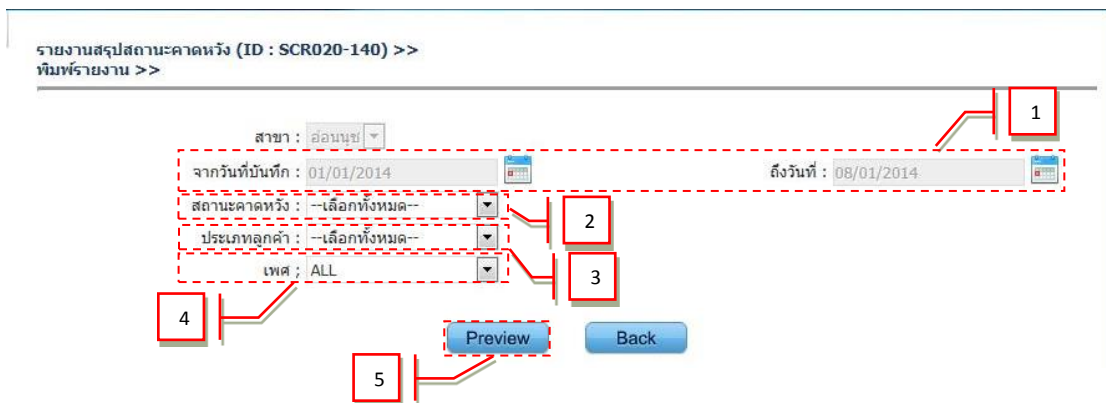 รายงานสรุปสถานะคาดหวัง (ID : SCR020-140) >>
พิมพ์รายงาน >>
1
สาขา : อ่อนนุช
จากวันที่บันทึก : 01/01/2014 ถึงวันที่ : 08/01/2014
สถานะคาดหวัง : --เลือกทั้งหมด--
2
ประเภทลูกค้า : --เลือกทั้งหมด--
เพศ ; ALL
3
4
Preview Back
5